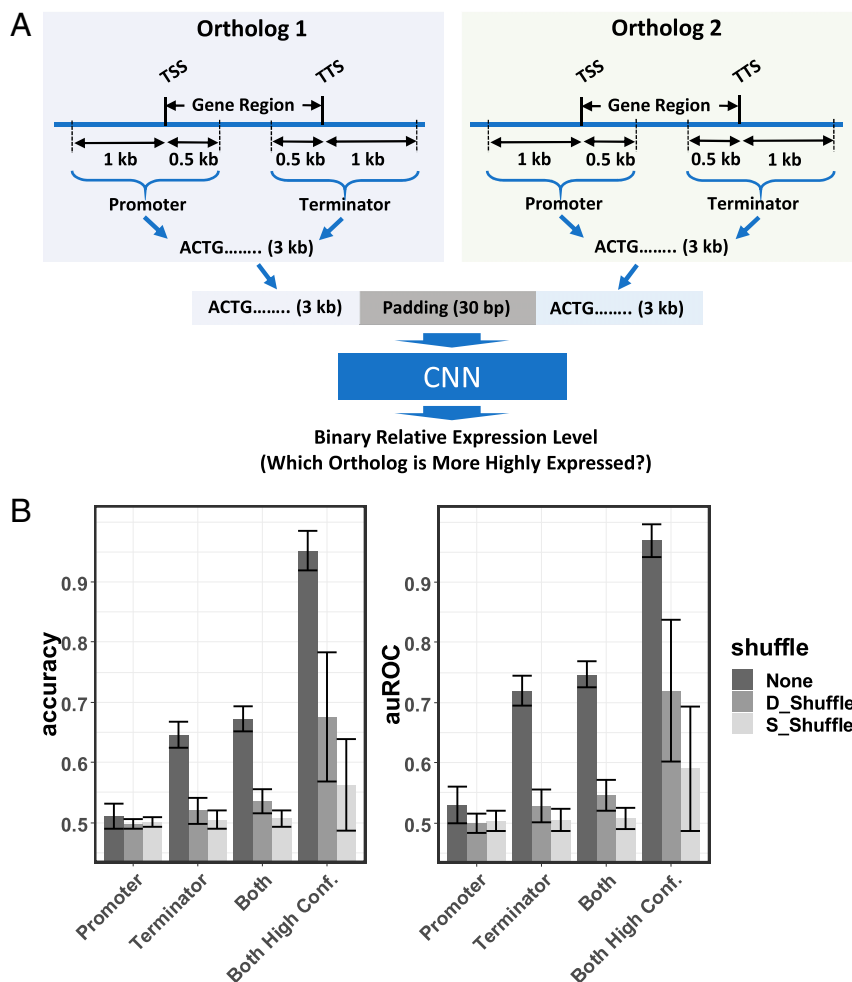 A
Ortholog 1
Ortholog 2
TSS
TTS
TSS
TTS
Gene Region
Gene Region
1 kb
0.5 kb
0.5 kb
1 kb
1 kb
0.5 kb
0.5 kb
1 kb
Promoter
Terminator
Promoter
Terminator
ACTG........ (3 kb)
ACTG........ (3 kb)
ACTG........ (3 kb)
Padding (30 bp)
ACTG........ (3 kb)
CNN
Binary Relative Expression Level
(Which Ortholog is More Highly Expressed?)
B
accuracy
0.9
0.8
0.7
0.6
0.5
Promoter
Terminator
Both
Both High Conf.
auROC
0.9
0.8
0.7
0.6
0.5
Promoter
Terminator
Both
Both High Conf.
shuffle
None
D_Shuffle
S_Shuffle